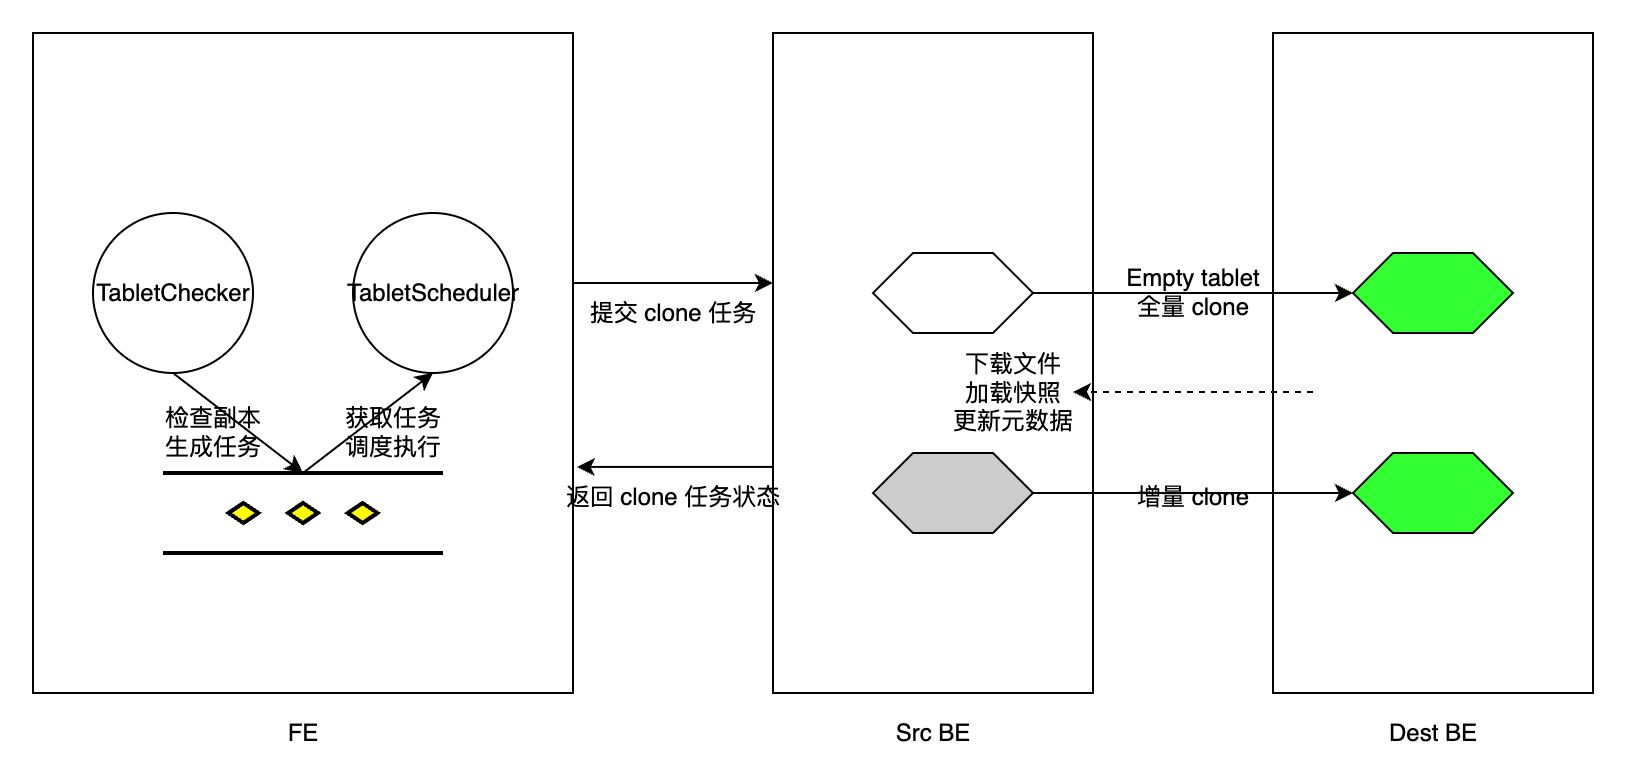 TabletChecker
TabletScheduler
检查副本
生成任务
获取任务
调度执行
FE
提交 clone 任务
返回 clone 任务状态
下载文件
加载快照
更新元数据
Src BE
Empty tablet
全量 clone
增量 clone
Dest BE